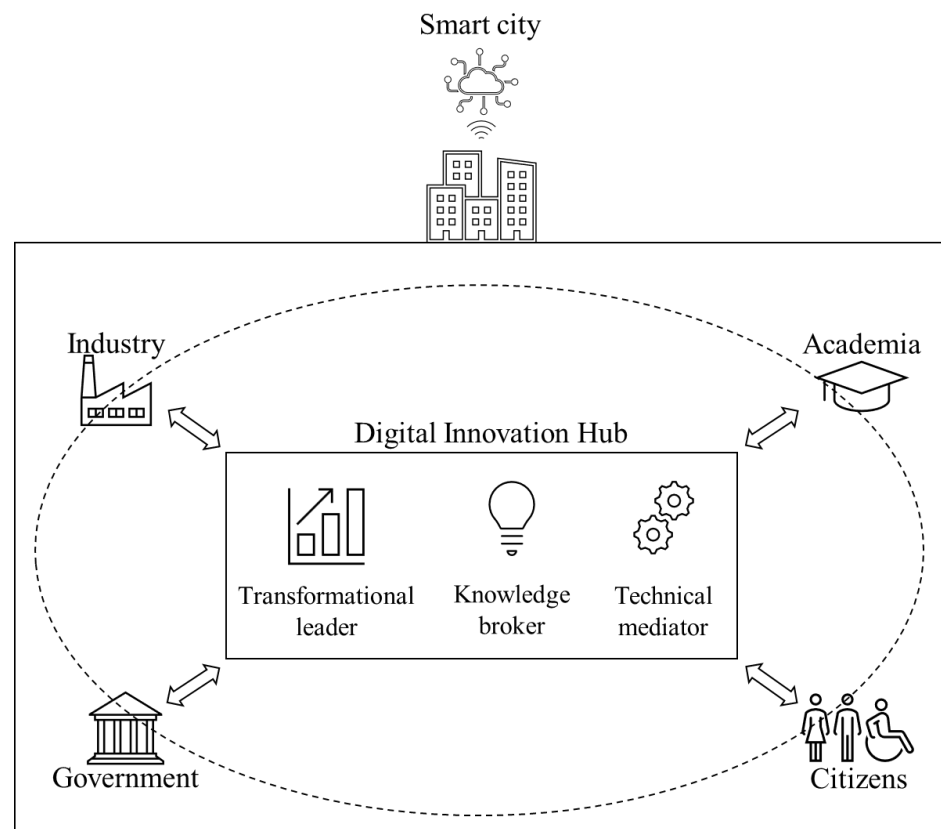 Smart city
Industry
Academia
Digital Innovation Hub
Transformational
leader
Knowledge
broker
Technical
mediator
Government
Citizens